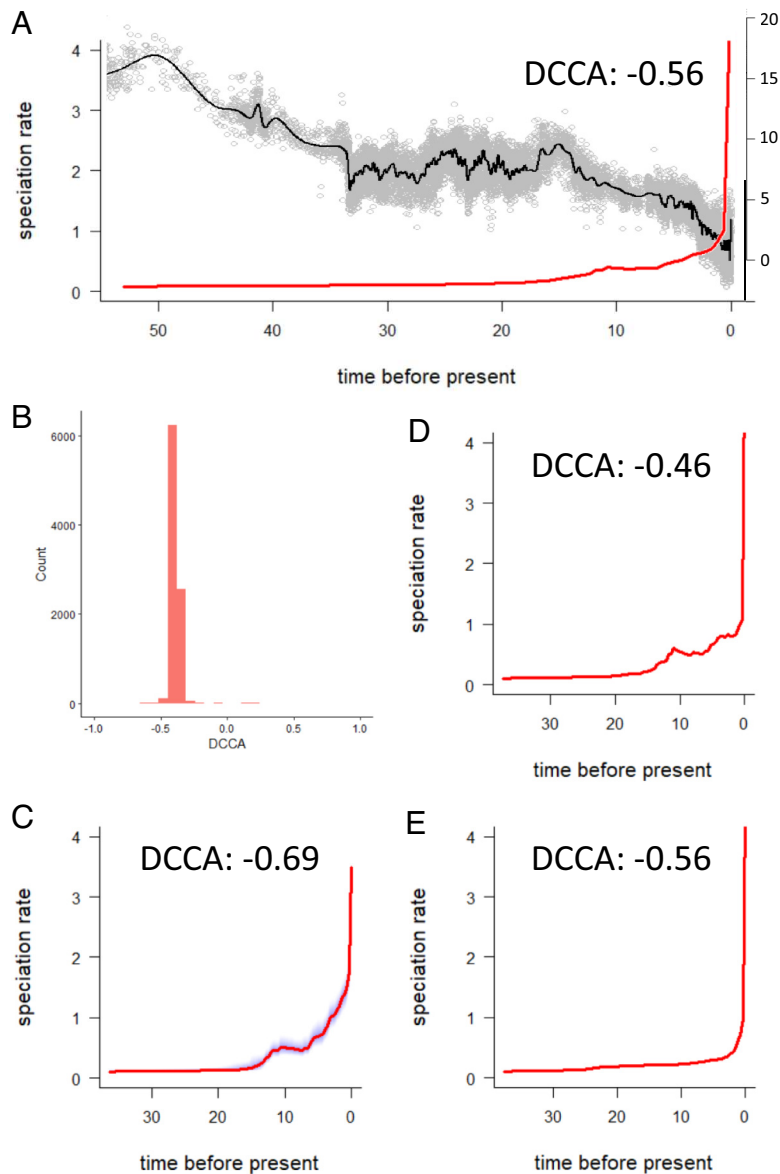 A
DCCA: -0.56
speciation rate
4
3
2
1
0
20
15
10
5
0
50
40
30
20
10
0
time before present
B
Count
6000
4000
2000
0
-1.0
-0.5
0.0
0.5
1.0
DCCA
D
DCCA: -0.46
speciation rate
4
3
2
1
0
30
20
10
0
time before present
C
DCCA: -0.69
speciation rate
4
3
2
1
0
30
20
10
0
time before present
E
DCCA: -0.56
speciation rate
4
3
2
1
0
30
20
10
0
time before present